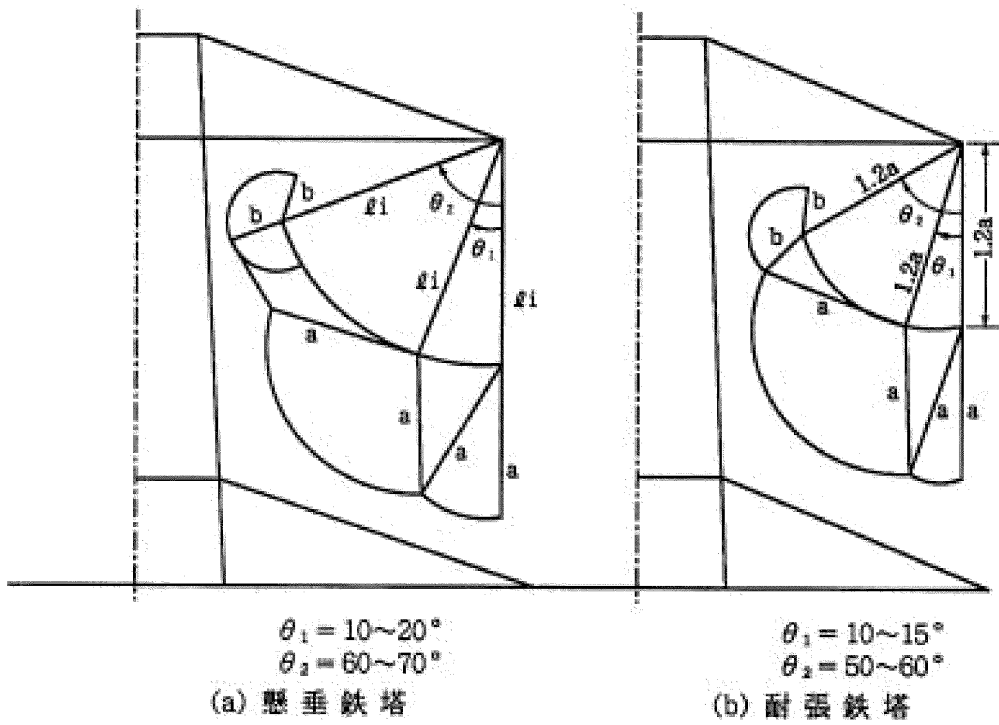 b
b
ℓi
θ₂
θ₁
ℓi
ℓi
a
a
a
a
b
b
1.2a
θ₂
θ₁
1.2a
1.2a
a
a
a
a
θ₁ = 10～20°
θ₂ = 60～70°
(a) 懸垂鉄塔
θ₁ = 10～15°
θ₂ = 50～60°
(b) 耐張鉄塔